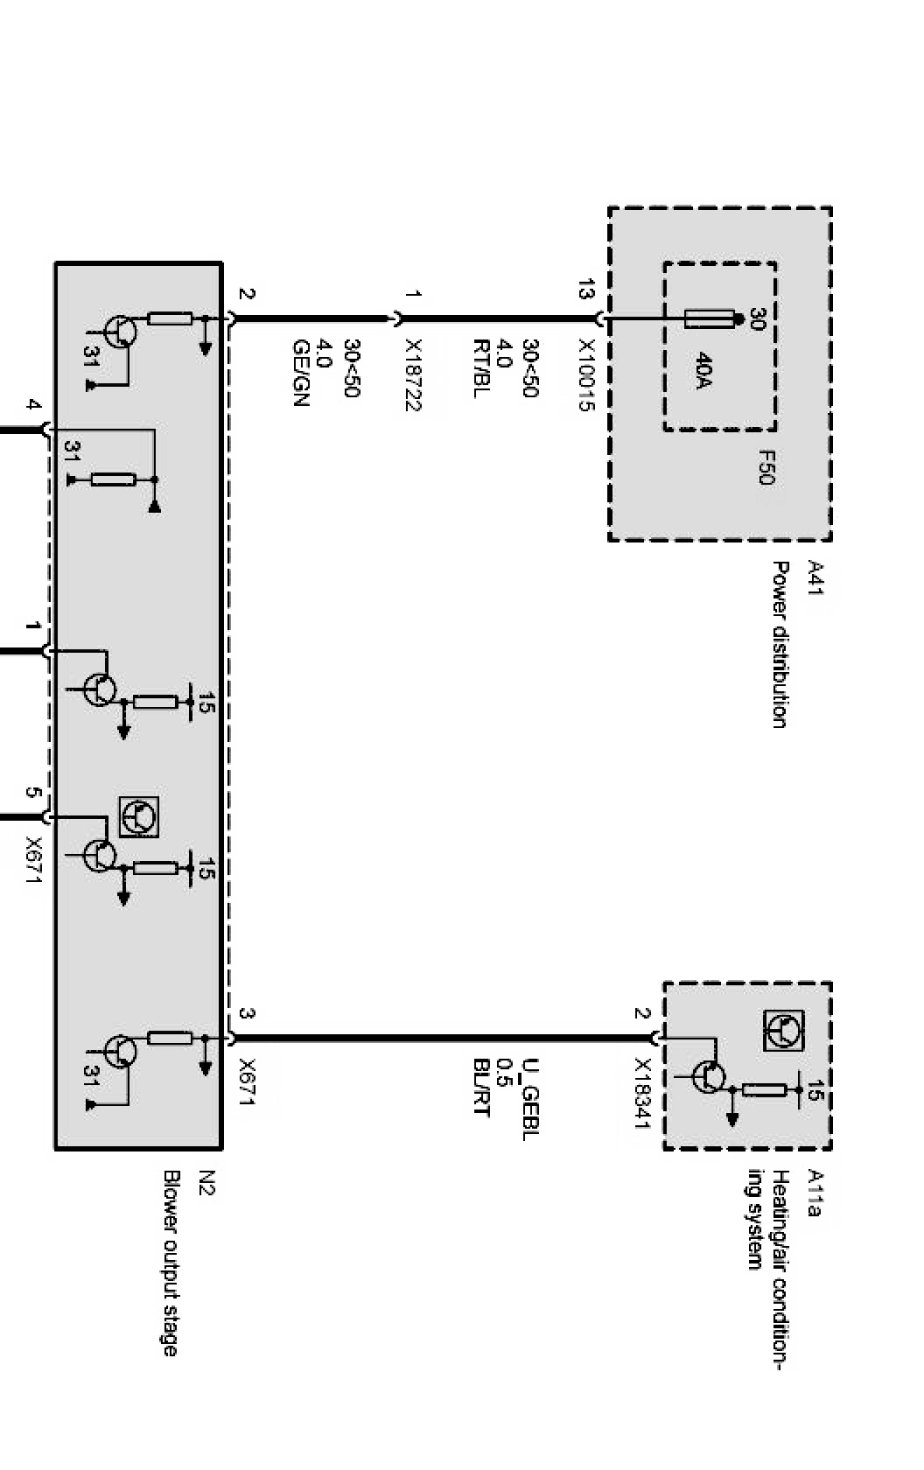 A41
Power distribution
F50
30
40A
13
X10015
30<50
4.0
RT/BL
1
X18722
30<50
4.0
GE/GN
2
A11a
Heating/air condition-
ing system
15
2
X18341
U_GEBL
0.5
BL/RT
3
X671
N2
Blower output stage
31
31
15
15
31
4
1
5
X671